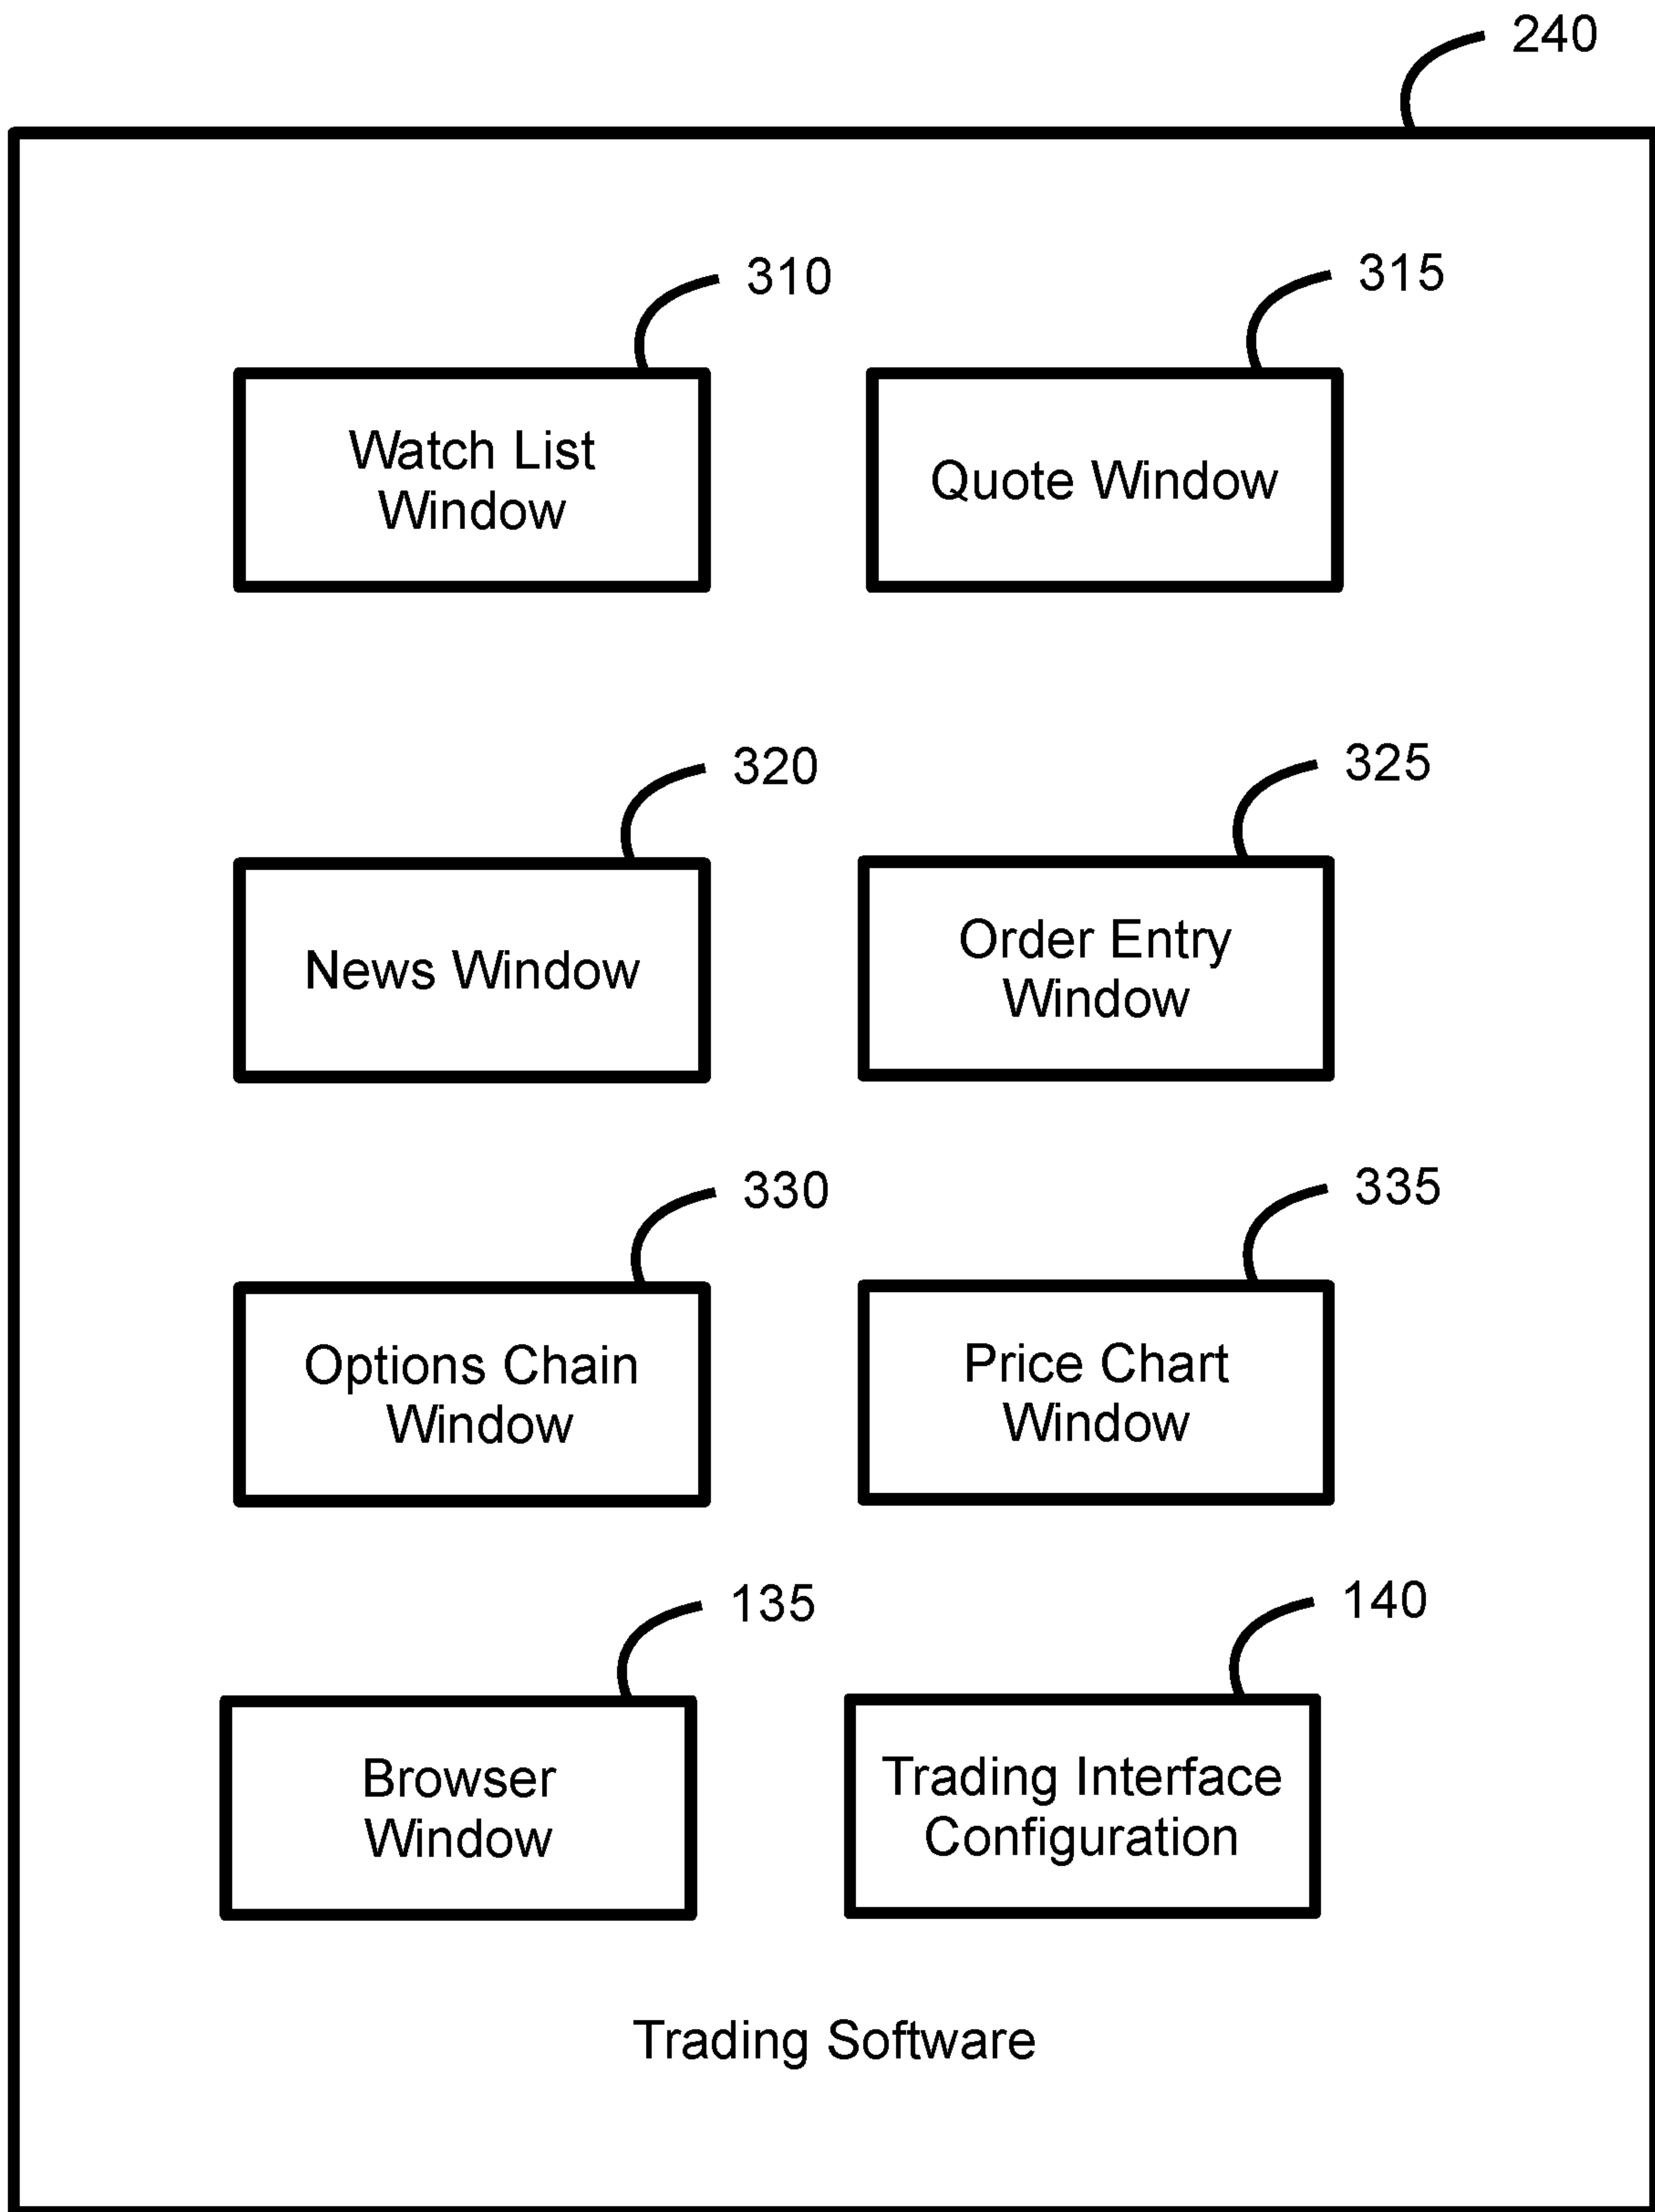 240
310
315
Watch List
Window
Quote Window
320
325
News Window
Order Entry
Window
330
335
Options Chain
Window
Price Chart
Window
135
140
Browser
Window
Trading Interface
Configuration
Trading Software